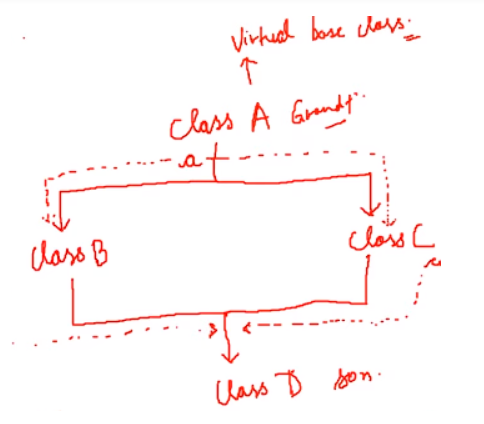 Virtual base class.
Class A Grandf.
a
Class B
Class C
Class D son.